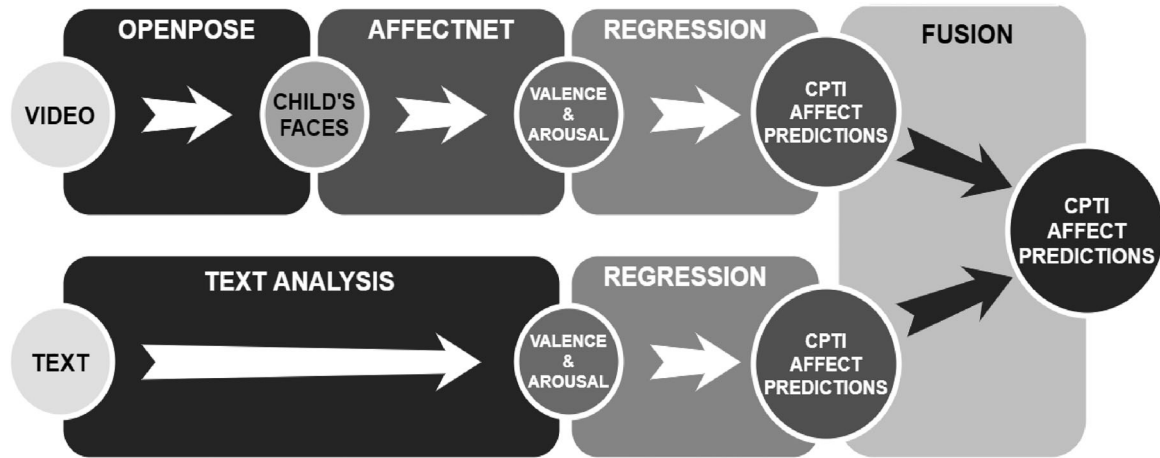 OPENPOSE
AFFECTNET
REGRESSION
FUSION
VIDEO
CHILD'S
FACES
VALENCE
&
AROUSAL
CPTI
AFFECT
PREDICTIONS
CPTI
AFFECT
PREDICTIONS
TEXT ANALYSIS
REGRESSION
TEXT
VALENCE
&
AROUSAL
CPTI
AFFECT
PREDICTIONS